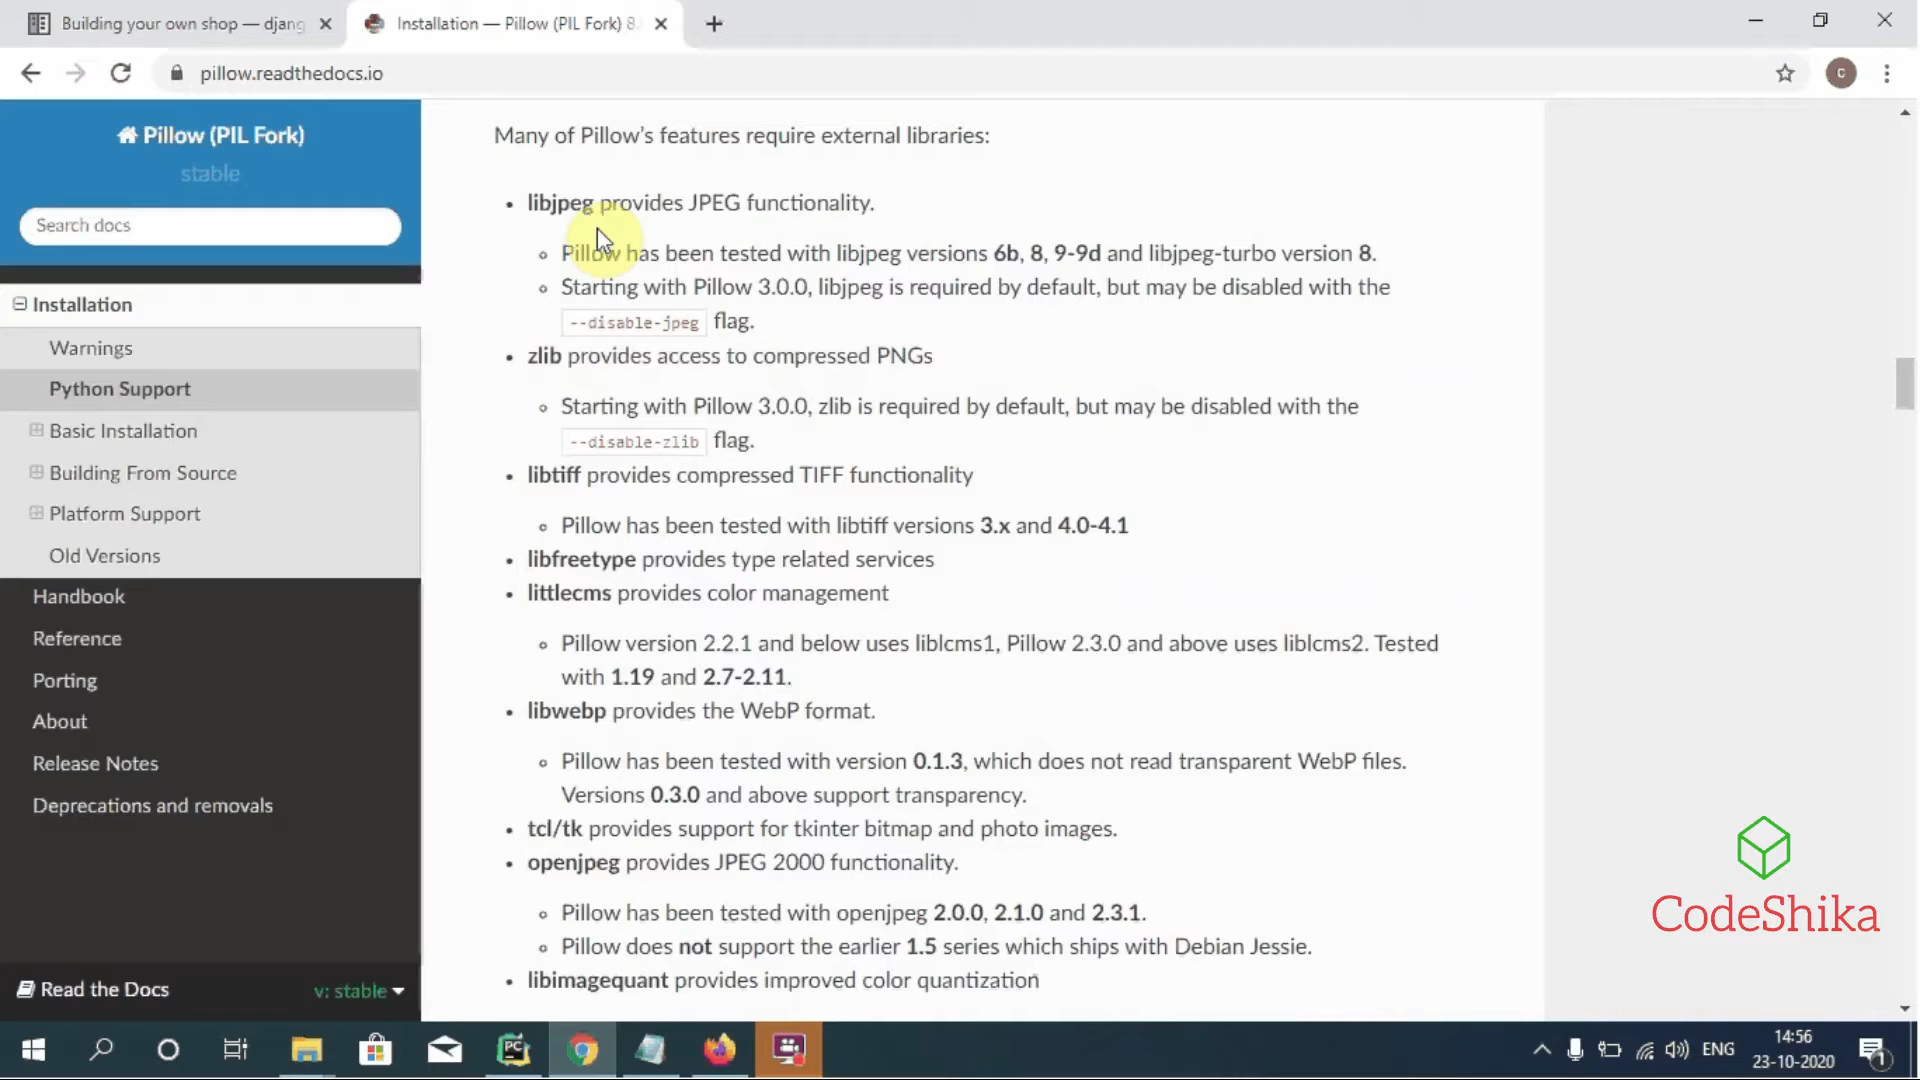 Building your own shop — djang
Installation — Pillow (PIL Fork) 8.
pillow.readthedocs.io
C
Pillow (PIL Fork)
stable
Search docs
Installation
Warnings
Python Support
Basic Installation
Building From Source
Platform Support
Old Versions
Handbook
Reference
Porting
About
Release Notes
Deprecations and removals
Read the Docs
v: stable
Many of Pillow's features require external libraries:
• libjpeg provides JPEG functionality.
Pillow has been tested with libjpeg versions 6b, 8, 9-9d and libjpeg-turbo version 8.
Starting with Pillow 3.0.0, libjpeg is required by default, but may be disabled with the
--disable-jpeg flag.
• zlib provides access to compressed PNGs
Starting with Pillow 3.0.0, zlib is required by default, but may be disabled with the
--disable-zlib flag.
• libtiff provides compressed TIFF functionality
Pillow has been tested with libtiff versions 3.x and 4.0-4.1
• libfreetype provides type related services
• littlecms provides color management
Pillow version 2.2.1 and below uses liblcms1, Pillow 2.3.0 and above uses liblcms2. Tested
with 1.19 and 2.7-2.11.
• libwebp provides the WebP format.
Pillow has been tested with version 0.1.3, which does not read transparent WebP files.
Versions 0.3.0 and above support transparency.
• tcl/tk provides support for tkinter bitmap and photo images.
• openjpeg provides JPEG 2000 functionality.
Pillow has been tested with openjpeg 2.0.0, 2.1.0 and 2.3.1.
Pillow does not support the earlier 1.5 series which ships with Debian Jessie.
• libimagequant provides improved color quantization
CodeShika
PC
ENG
14:56
23-10-2020
1